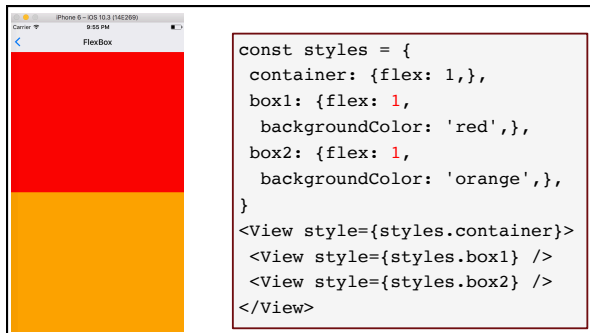 iPhone 6 – iOS 10.3 (14E269)
Carrier 9:55 PM
FlexBox
const styles = {
container: {flex: 1,},
box1: {flex: 1,
backgroundColor: 'red',},
box2: {flex: 1,
backgroundColor: 'orange',},
}
<View style={styles.container}>
<View style={styles.box1} />
<View style={styles.box2} />
</View>